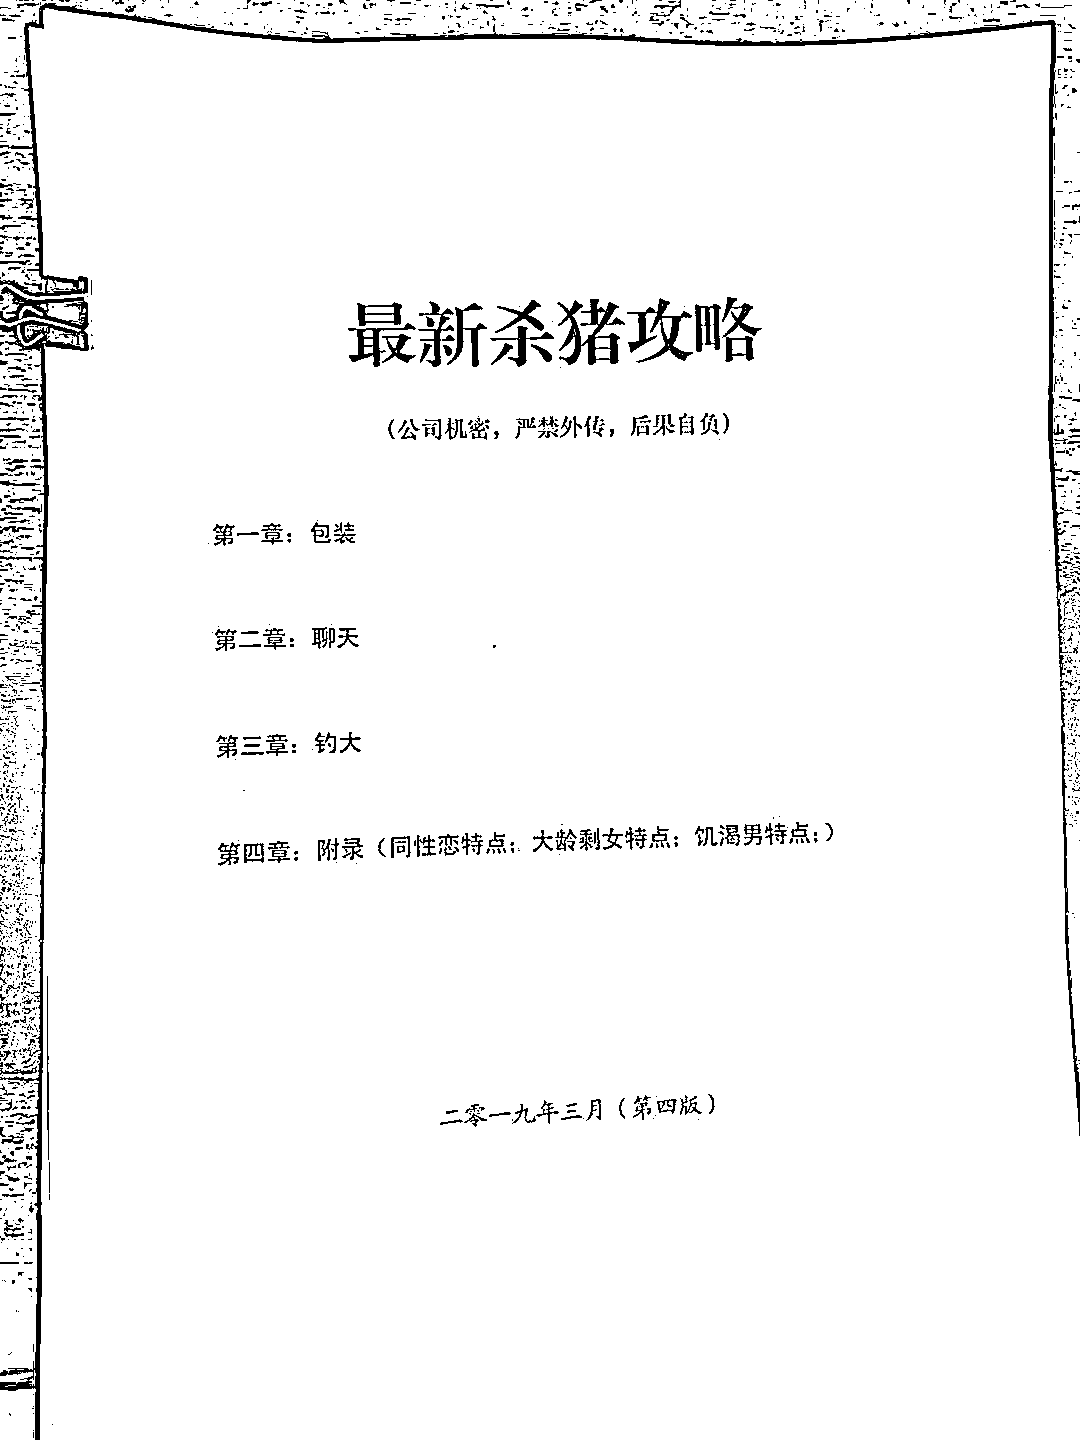 最新杀猪攻略
（公司机密，严禁外传，后果自负）
第一章：包装
第二章：聊天
第三章：钓大
第四章：附录（同性恋特点；大龄剩女特点；饥渴男特点；）
二零一九年三月（第四版）